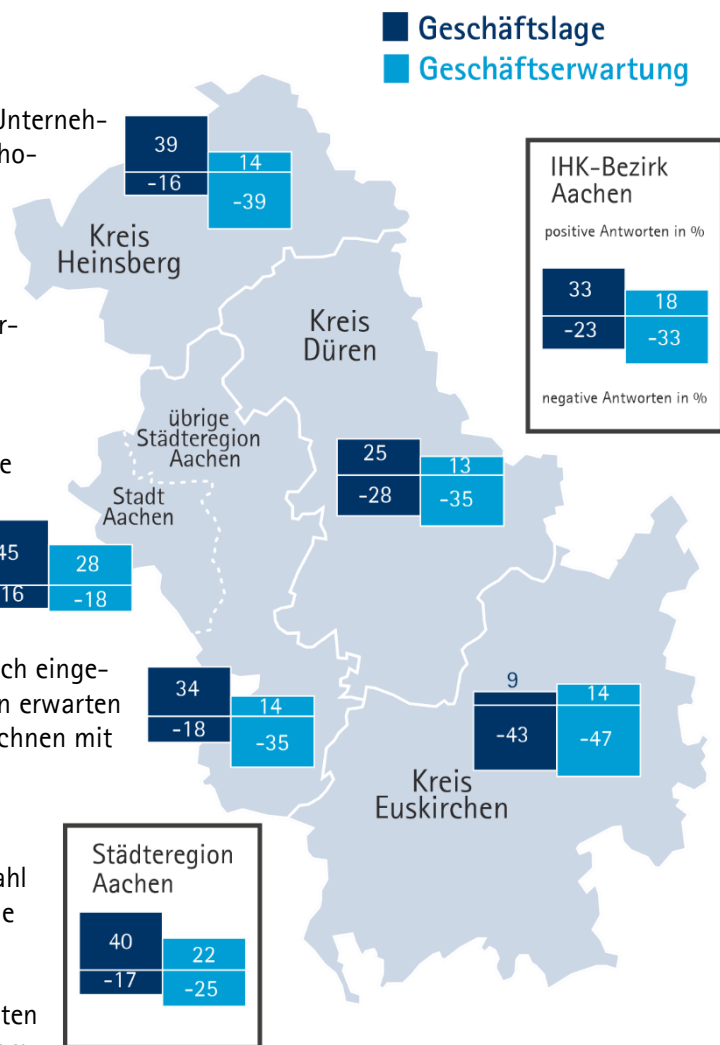 Geschäftslage
Geschäftserwartung
Unterneh-
ho-
39
14
-16
-39
Kreis
Heinsberg
IHK-Bezirk
Aachen
positive Antworten in %
33
18
-23
-33
negative Antworten in %
r-
Kreis
Düren
übrige
Städteregion
Aachen
e
25
13
-28
-35
Stadt
Aachen
45
28
16
-18
ch einge-
n erwarten
chnen mit
34
14
-18
-35
9
14
-43
-47
Kreis
Euskirchen
ahl
e
Städteregion
Aachen
40
22
-17
-25
ten